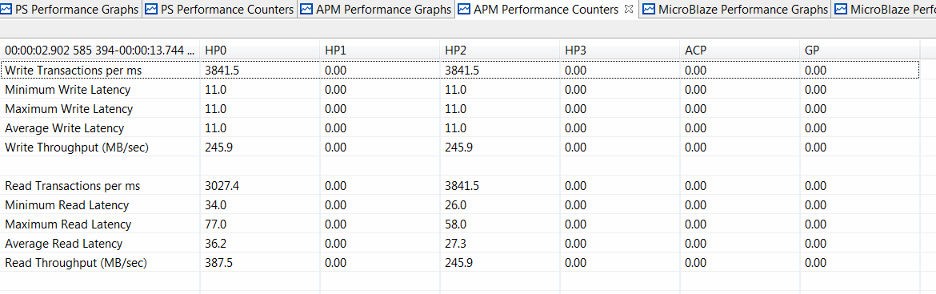 PS Performance Graphs PS Performance Counters APM Performance Graphs APM Performance Counters MicroBlaze Performance Graphs MicroBlaze Perfo
00:00:02.902 585 394-00:00:13.744 ... HP0 HP1 HP2 HP3 ACP GP
Write Transactions per ms 3841.5 0.00 3841.5 0.00 0.00 0.00
Minimum Write Latency 11.0 0.00 11.0 0.00 0.00 0.00
Maximum Write Latency 11.0 0.00 11.0 0.00 0.00 0.00
Average Write Latency 11.0 0.00 11.0 0.00 0.00 0.00
Write Throughput (MB/sec) 245.9 0.00 245.9 0.00 0.00 0.00
Read Transactions per ms 3027.4 0.00 3841.5 0.00 0.00 0.00
Minimum Read Latency 34.0 0.00 26.0 0.00 0.00 0.00
Maximum Read Latency 77.0 0.00 58.0 0.00 0.00 0.00
Average Read Latency 36.2 0.00 27.3 0.00 0.00 0.00
Read Throughput (MB/sec) 387.5 0.00 245.9 0.00 0.00 0.00